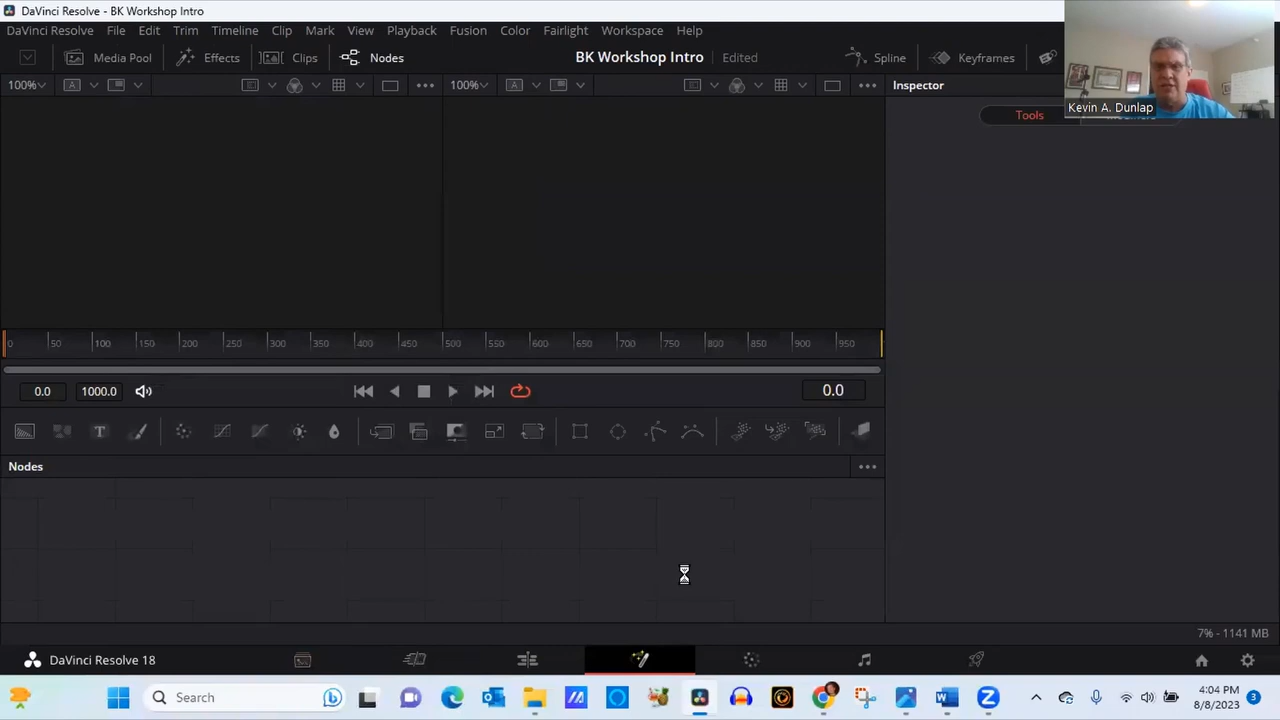 DaVinci Resolve - BK Workshop Intro
DaVinci Resolve File Edit Trim Timeline Clip Mark View Playback Fusion Color Fairlight Workspace Help
Media Pool Effects Clips Nodes BK Workshop Intro Edited Spline Keyframes
100% A 100% A Inspector
Kevin A. Dunlap
Tools
0 50 100 150 200 250 300 350 400 450 500 550 600 650 700 750 800 850 900 950
0.0 1000.0 0.0
T
Nodes
7% - 1141 MB
DaVinci Resolve 18
Search
4:04 PM
8/8/2023
3